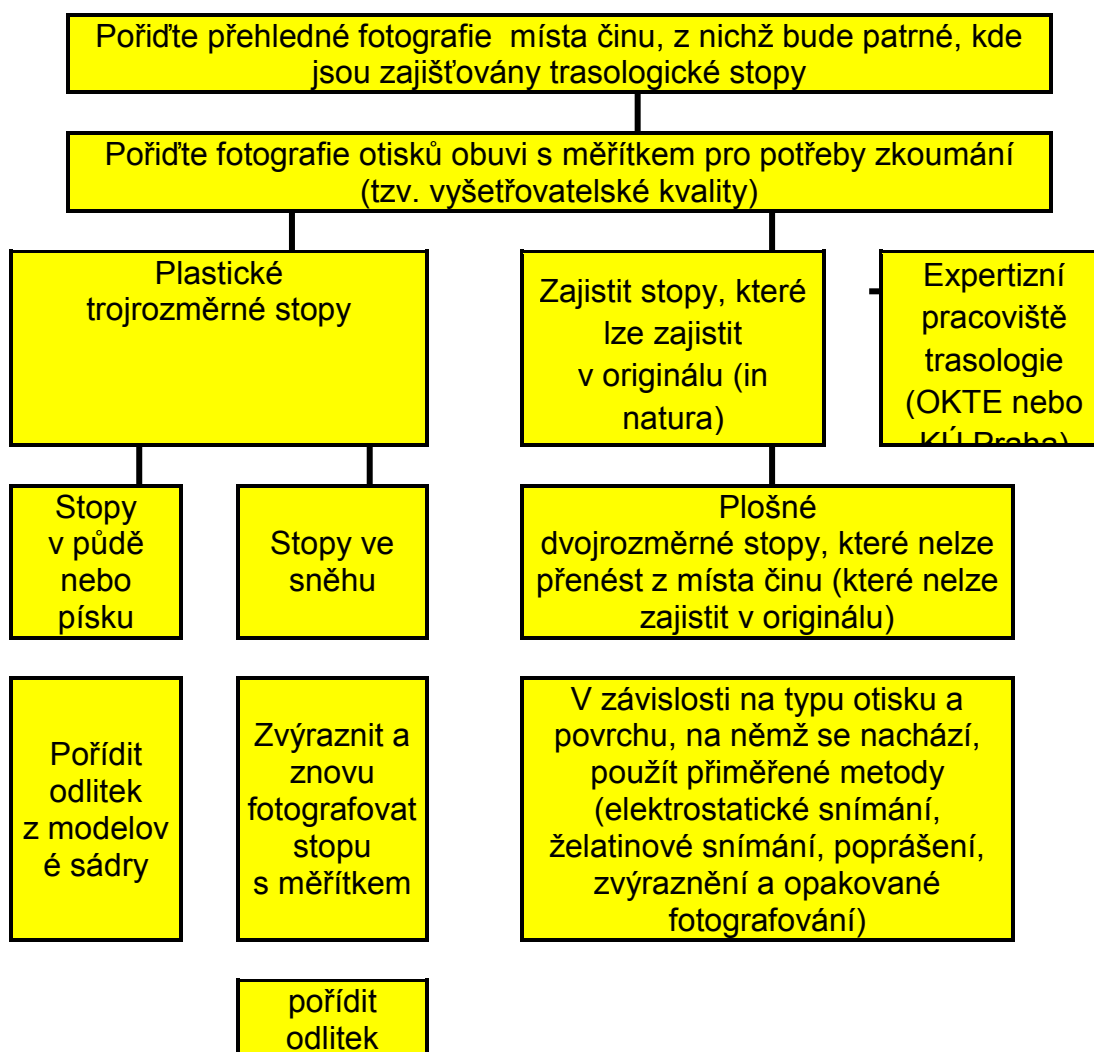 Pořiďte přehledné fotografie  místa činu, z nichž bude patrné, kde
jsou zajišťovány trasologické stopy
Pořiďte fotografie otisků obuvi s měřítkem pro potřeby zkoumání
(tzv. vyšetřovatelské kvality)
Plastické
trojrozměrné stopy
Zajistit stopy, které
lze zajistit
v originálu (in
natura)
Expertizní
pracoviště
trasologie
(OKTE nebo
KÚ Praha)
Stopy
v půdě
nebo
písku
Stopy ve
sněhu
Plošné
dvojrozměrné stopy, které nelze
přenést z místa činu (které nelze
zajistit v originálu)
Pořídit
odlitek
z modelov
é sádry
Zvýraznit a
znovu
fotografovat
stopu
s měřítkem
V závislosti na typu otisku a
povrchu, na němž se nachází,
použít přiměřené metody
(elektrostatické snímání,
želatinové snímání, poprášení,
zvýraznění a opakované
fotografování)
pořídit
odlitek